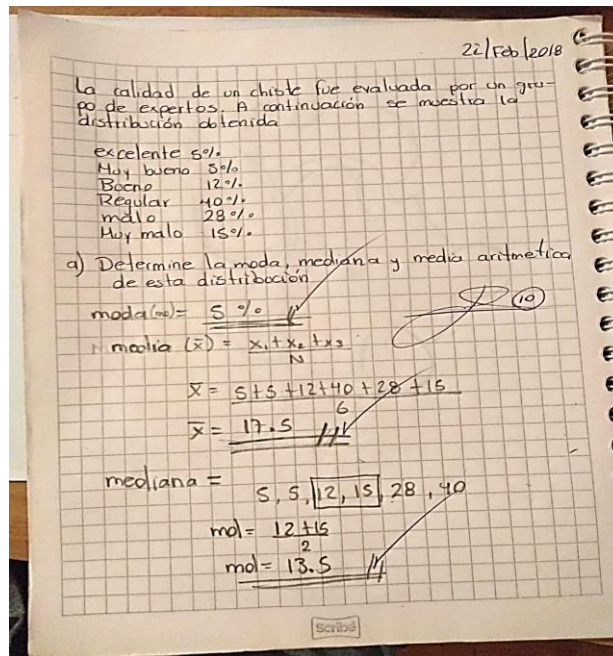 22/Feb/2018
La calidad de un chiste fue evaluada por un gru-
po de expertos. A continuación se muestra la
distribución obtenida
excelente 5%
Muy bueno 5%
Bueno 12%
Regular 40%
malo 28%
Muy malo 15%
a) Determine la moda, mediana y media aritmetica
de esta distribución
moda (mo) = 5 %
10
media (x̄) = x₁ + x₂ + x₃
N
x̄ = 5+5+12+40+28+15
6
x̄ = 17.5
mediana =
5, 5, 12, 15, 28, 40
md = 12+15
2
md = 13.5
Scribe